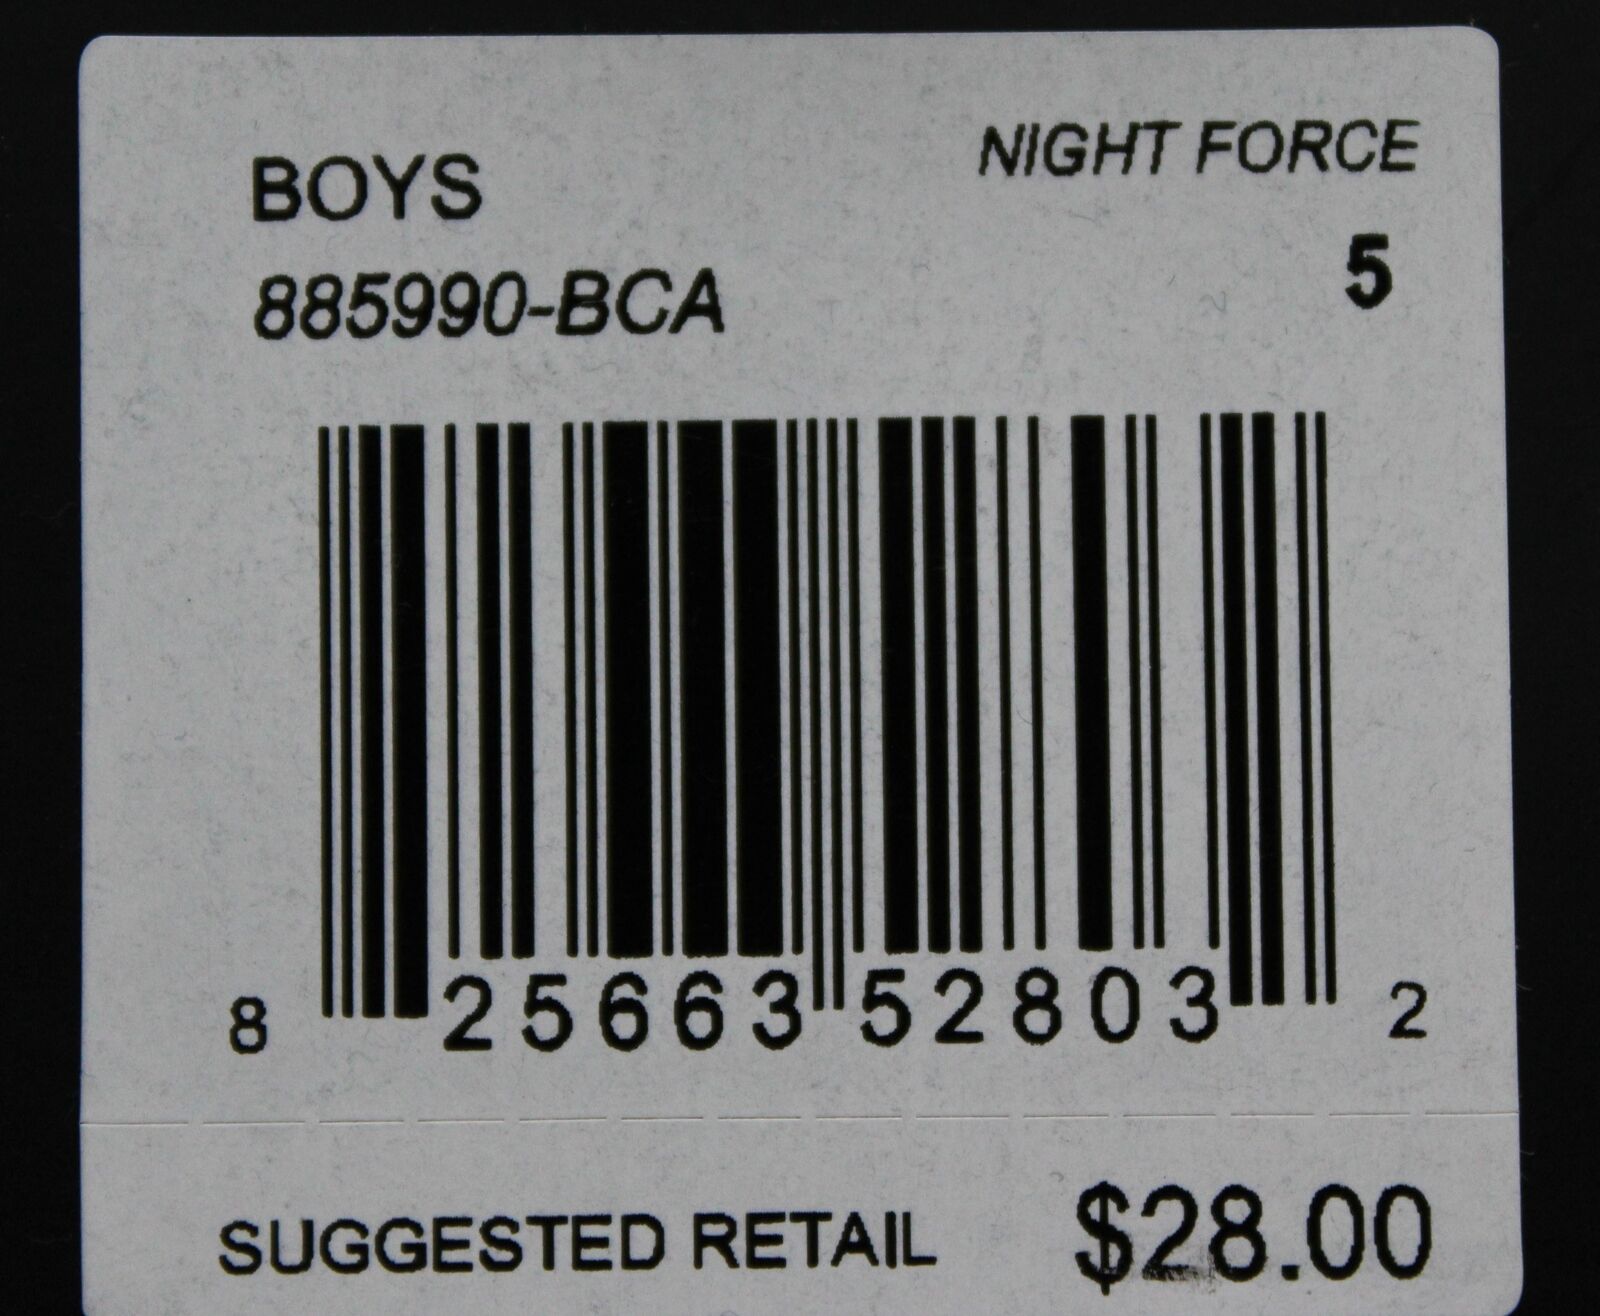 NIGHT FORCE
BOYS
5
885990-BCA
8 25663 52803 2
SUGGESTED RETAIL $28.00